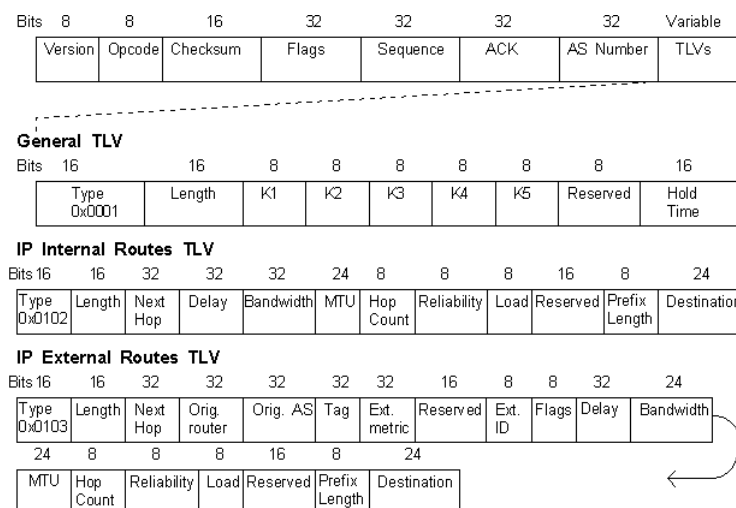 Bits 8 8 16 32 32 32 32 Variable
Version Opcode Checksum Flags Sequence ACK AS Number TLVs
General TLV
Bits 16 16 8 8 8 8 8 8 16
Type Length K1 K2 K3 K4 K5 Reserved Hold
0x0001 Time
IP Internal Routes TLV
Bits 16 16 32 32 32 24 8 8 8 16 8 24
Type Length Next Delay Bandwidth MTU Hop Reliability Load Reserved Prefix Destination
0x0102 Hop Count Length
IP External Routes TLV
Bits 16 16 32 32 32 32 32 16 8 8 32 24
Type Length Next Orig. Orig. AS Tag Ext. Reserved Ext. Flags Delay Bandwidth
0x0103 Hop router metric ID
24 8 8 8 16 8 24
MTU Hop Reliability Load Reserved Prefix Destination
Count Length